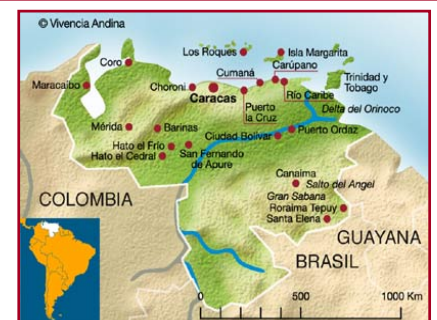 © Vivencia Andina
Los Roques
Isla Margarita
Coro
Cumaná
Carúpano
Maracaibo
Choroní
Trinidad y
Tobago
Caracas
Río Caribe
Puerto
la Cruz
Delta del Orinoco
Mérida
Barinas
Ciudad Bolívar
Puerto Ordaz
Hato el Frío
Hato el Cedral
San Fernando
de Apure
Canaima
Salto del Angel
Gran Sabana
Roraima Tepuy
Santa Elena
COLOMBIA
GUAYANA
BRASIL
0 500 1000 Km